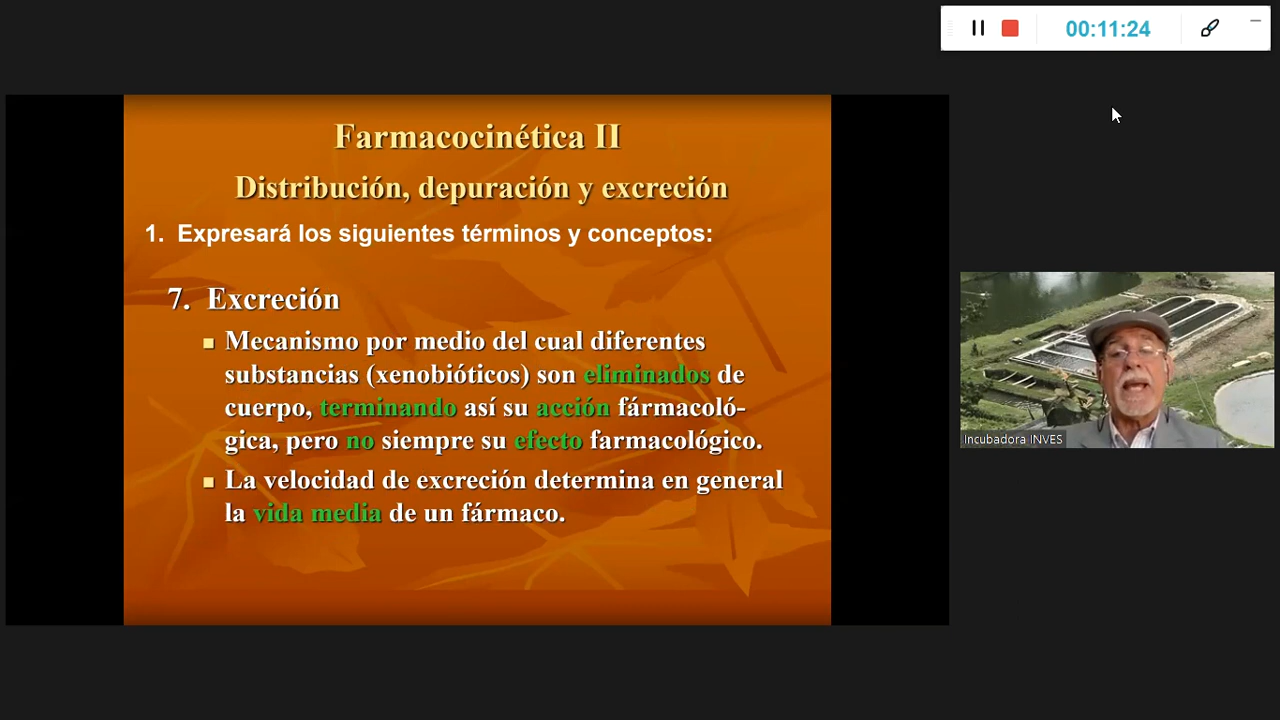 00:11:24
Farmacocinética II
Distribución, depuración y excreción
1. Expresará los siguientes términos y conceptos:
7. Excreción
Mecanismo por medio del cual diferentes
substancias (xenobióticos) son eliminados de
cuerpo, terminando así su acción fármacoló-
gica, pero no siempre su efecto farmacológico.
La velocidad de excreción determina en general
la vida media de un fármaco.
Incubadora INVES